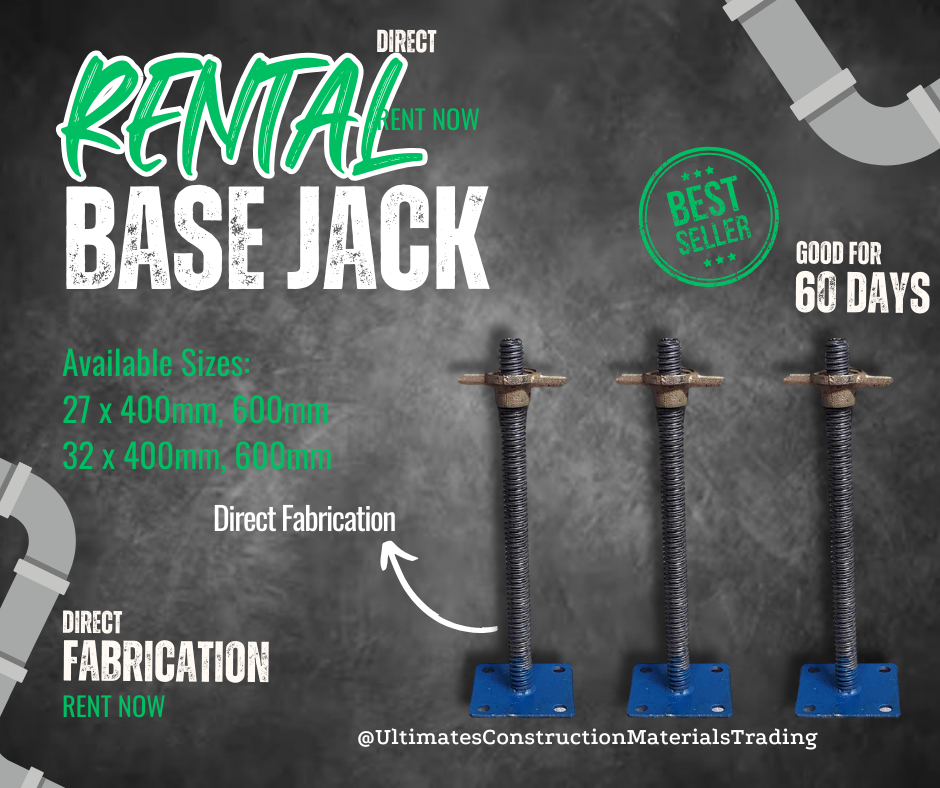 DIRECT
RENTAL
RENT NOW
BASE JACK
BEST
SELLER
GOOD FOR
60 DAYS
Available Sizes:
27 x 400mm, 600mm
32 x 400mm, 600mm
Direct Fabrication
DIRECT
FABRICATION
RENT NOW
@UltimatesConstructionMaterialsTrading